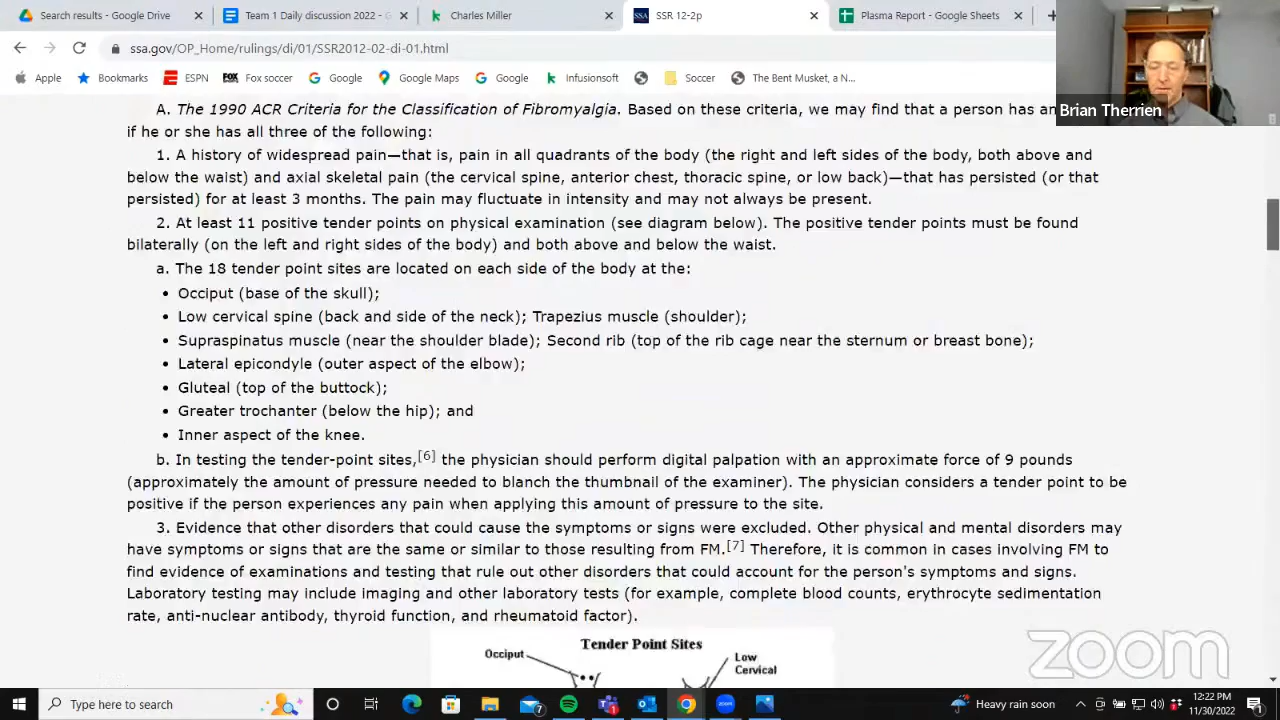 Search results - Google Drive
Team 1 Daily discussion 2022 - G
Charles Miller
SSR 12-2p
Plasma Report - Google Sheets
ssa.gov/OP_Home/rulings/di/01/SSR2012-02-di-01.html
Apple Bookmarks ESPN Fox soccer Google Google Maps Google Infusionsoft Soccer The Bent Musket, a N...
Brian Therrien
A. The 1990 ACR Criteria for the Classification of Fibromyalgia. Based on these criteria, we may find that a person has an
if he or she has all three of the following:
1. A history of widespread pain—that is, pain in all quadrants of the body (the right and left sides of the body, both above and
below the waist) and axial skeletal pain (the cervical spine, anterior chest, thoracic spine, or low back)—that has persisted (or that
persisted) for at least 3 months. The pain may fluctuate in intensity and may not always be present.
2. At least 11 positive tender points on physical examination (see diagram below). The positive tender points must be found
bilaterally (on the left and right sides of the body) and both above and below the waist.
a. The 18 tender point sites are located on each side of the body at the:
• Occiput (base of the skull);
• Low cervical spine (back and side of the neck); Trapezius muscle (shoulder);
• Supraspinatus muscle (near the shoulder blade); Second rib (top of the rib cage near the sternum or breast bone);
• Lateral epicondyle (outer aspect of the elbow);
• Gluteal (top of the buttock);
• Greater trochanter (below the hip); and
• Inner aspect of the knee.
b. In testing the tender-point sites,[6] the physician should perform digital palpation with an approximate force of 9 pounds
(approximately the amount of pressure needed to blanch the thumbnail of the examiner). The physician considers a tender point to be
positive if the person experiences any pain when applying this amount of pressure to the site.
3. Evidence that other disorders that could cause the symptoms or signs were excluded. Other physical and mental disorders may
have symptoms or signs that are the same or similar to those resulting from FM.[7] Therefore, it is common in cases involving FM to
find evidence of examinations and testing that rule out other disorders that could account for the person's symptoms and signs.
Laboratory testing may include imaging and other laboratory tests (for example, complete blood counts, erythrocyte sedimentation
rate, anti-nuclear antibody, thyroid function, and rheumatoid factor).
Tender Point Sites
Occiput
Low
Cervical
zoom
Type here to search
Heavy rain soon
12:22 PM
11/30/2022